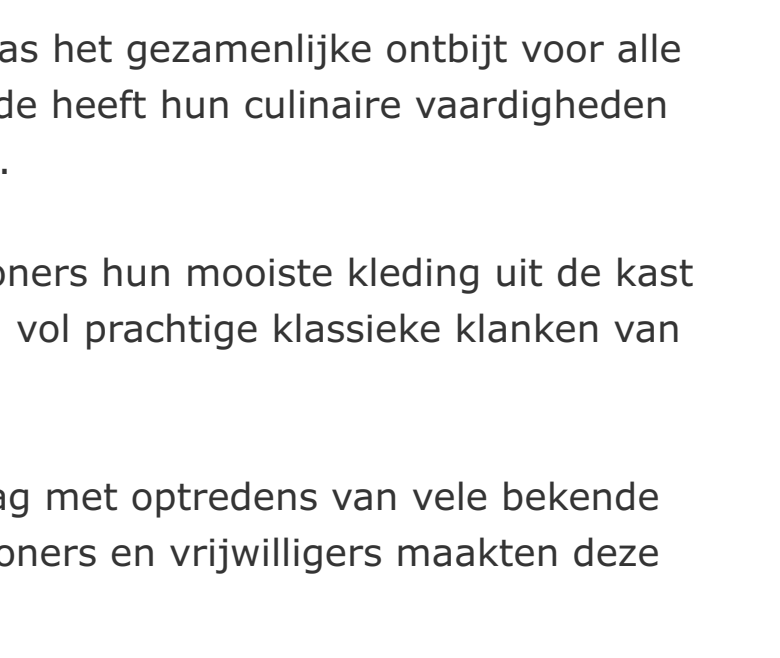 as het gezamenlijke ontbijt voor alle
de heeft hun culinaire vaardigheden
.
oners hun mooiste kleding uit de kast
vol prachtige klassieke klanken van
ag met optredens van vele bekende
oners en vrijwilligers maakten deze